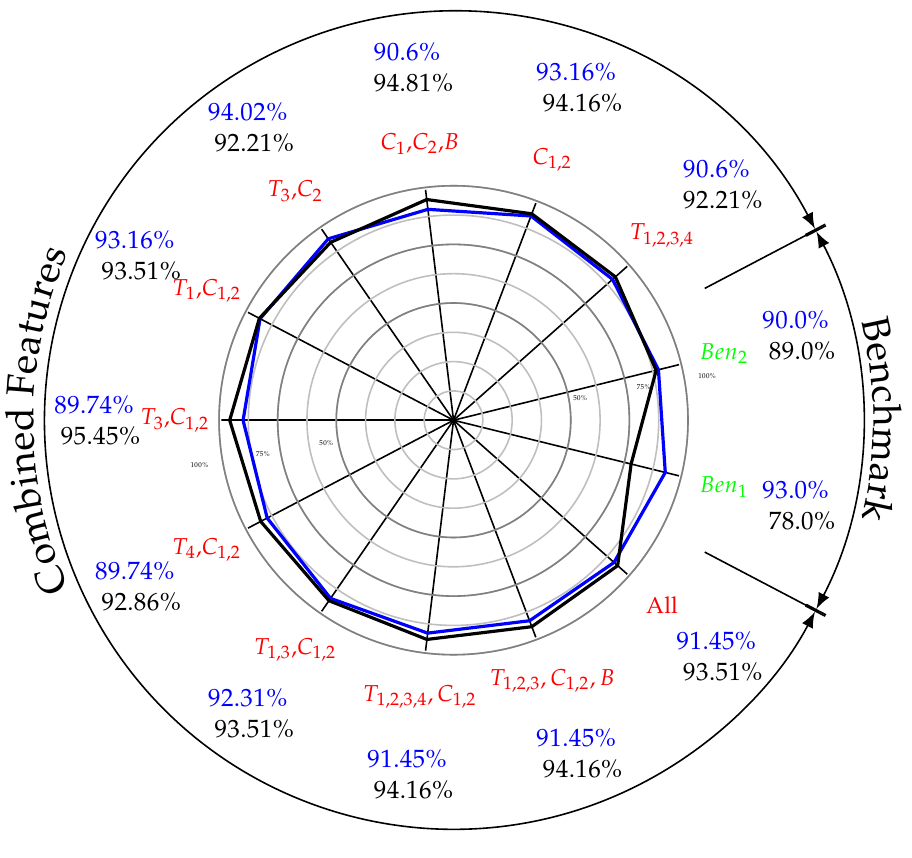 90.6%
94.81%
93.16%
94.16%
94.02%
92.21%
C1,C2,B
C1,2
90.6%
92.21%
T3,C2
T1,2,3,4
93.16%
93.51%
T1,C1,2
90.0%
89.0%
Ben2
100%
75%
50%
Combined Features
Benchmark
89.74%
95.45%
T3,C1,2
50%
75%
100%
Ben1
93.0%
78.0%
T4,C1,2
89.74%
92.86%
All
T1,3,C1,2
91.45%
93.51%
T1,2,3,4, C1,2
T1,2,3, C1,2, B
92.31%
93.51%
91.45%
94.16%
91.45%
94.16%